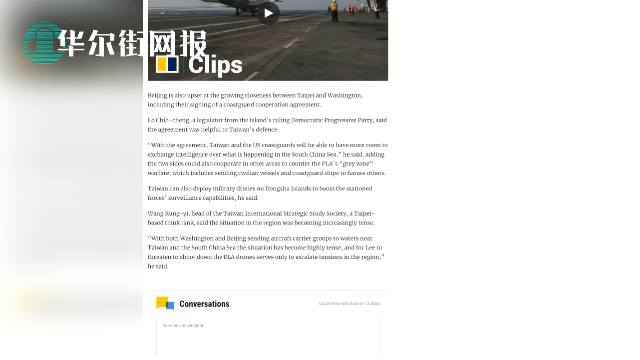 华尔街网报
Clips
Beijing is also upset at the growing closeness between Taipei and Washington,
including their signing of a coastguard cooperation agreement.
Lo Chih-cheng, a legislator from the island's ruling Democratic Progressive Party, said
the agreement was helpful to Taiwan's defence.
"With the agreement, Taiwan and the US coastguards will be able to have more room to
exchange intelligence over what is happening in the South China Sea," he said, adding
the two sides could also cooperate in other areas to counter the PLA's "grey zone"
warfare, which includes sending civilian vessels and coastguard ships to harass others.
Taiwan can also deploy military drones on Dongsha Islands to boost the stationed
forces' surveillance capabilities, he said.
Wang Kung-yi, head of the Taiwan International Strategic Study Society, a Taipei-
based think tank, said the situation in the region was becoming increasingly tense.
"With both Washington and Beijing sending aircraft carrier groups to waters near
Taiwan and the South China Sea the situation has become highly tense, and for Lee to
threaten to shoot down the PLA drones serves only to escalate tensions in the region,"
he said.
Conversations
Comments will close in 13 days
Join the conversation...